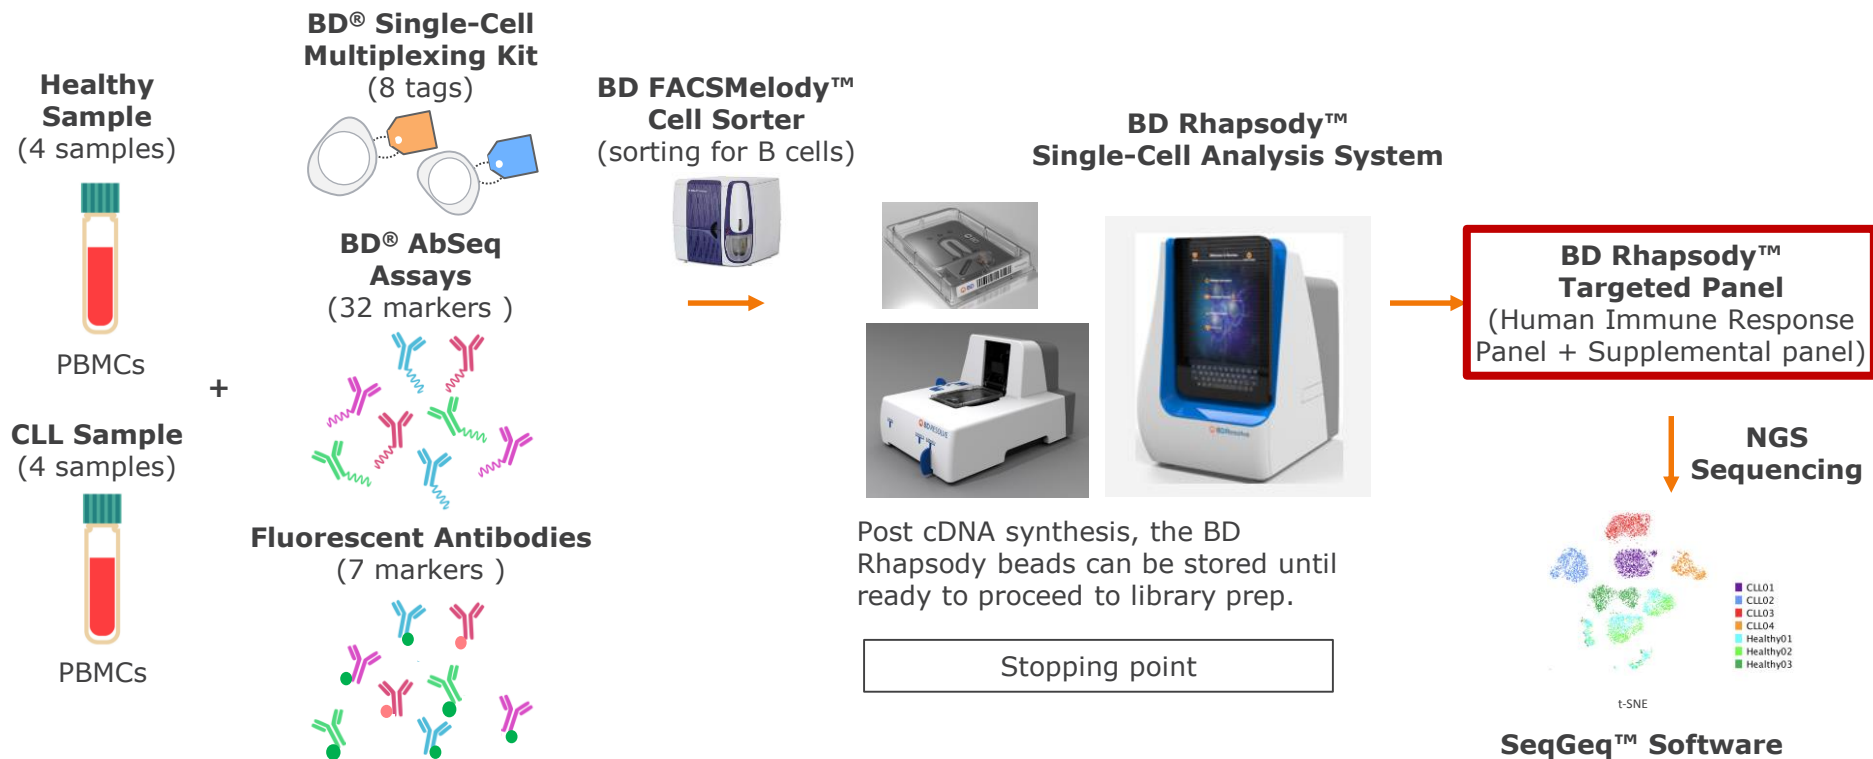 Healthy
Sample
(4 samples)
PBMCs
+
CLL Sample
(4 samples)
PBMCs
BD® Single-Cell
Multiplexing Kit
(8 tags)
BD® AbSeq
Assays
(32 markers )
Fluorescent Antibodies
(7 markers )
BD FACSMelody™
Cell Sorter
(sorting for B cells)
BD Rhapsody™
Single-Cell Analysis System
Post cDNA synthesis, the BD
Rhapsody beads can be stored until
ready to proceed to library prep.
Stopping point
BD Rhapsody™
Targeted Panel
(Human Immune Response
Panel + Supplemental panel)
NGS
Sequencing
CLL01
CLL02
CLL03
CLL04
Healthy01
Healthy02
Healthy03
t-SNE
SeqGeq™ Software